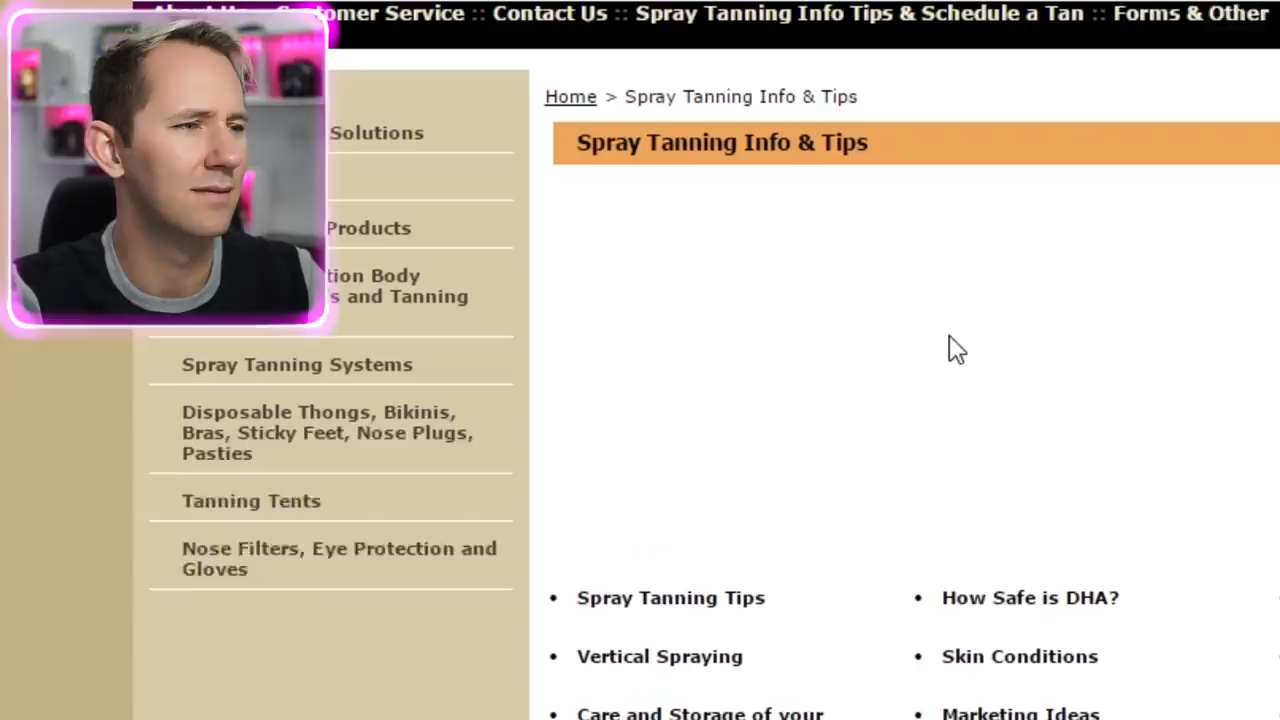 About Us :: Customer Service :: Contact Us :: Spray Tanning Info Tips & Schedule a Tan :: Forms & Other
Home > Spray Tanning Info & Tips
Spray Tanning Info & Tips
Solutions
Products
tion Body
s and Tanning
Spray Tanning Systems
Disposable Thongs, Bikinis,
Bras, Sticky Feet, Nose Plugs,
Pasties
Tanning Tents
Nose Filters, Eye Protection and
Gloves
• Spray Tanning Tips
• How Safe is DHA?
• Vertical Spraying
• Skin Conditions
• Care and Storage of your
• Marketing Ideas